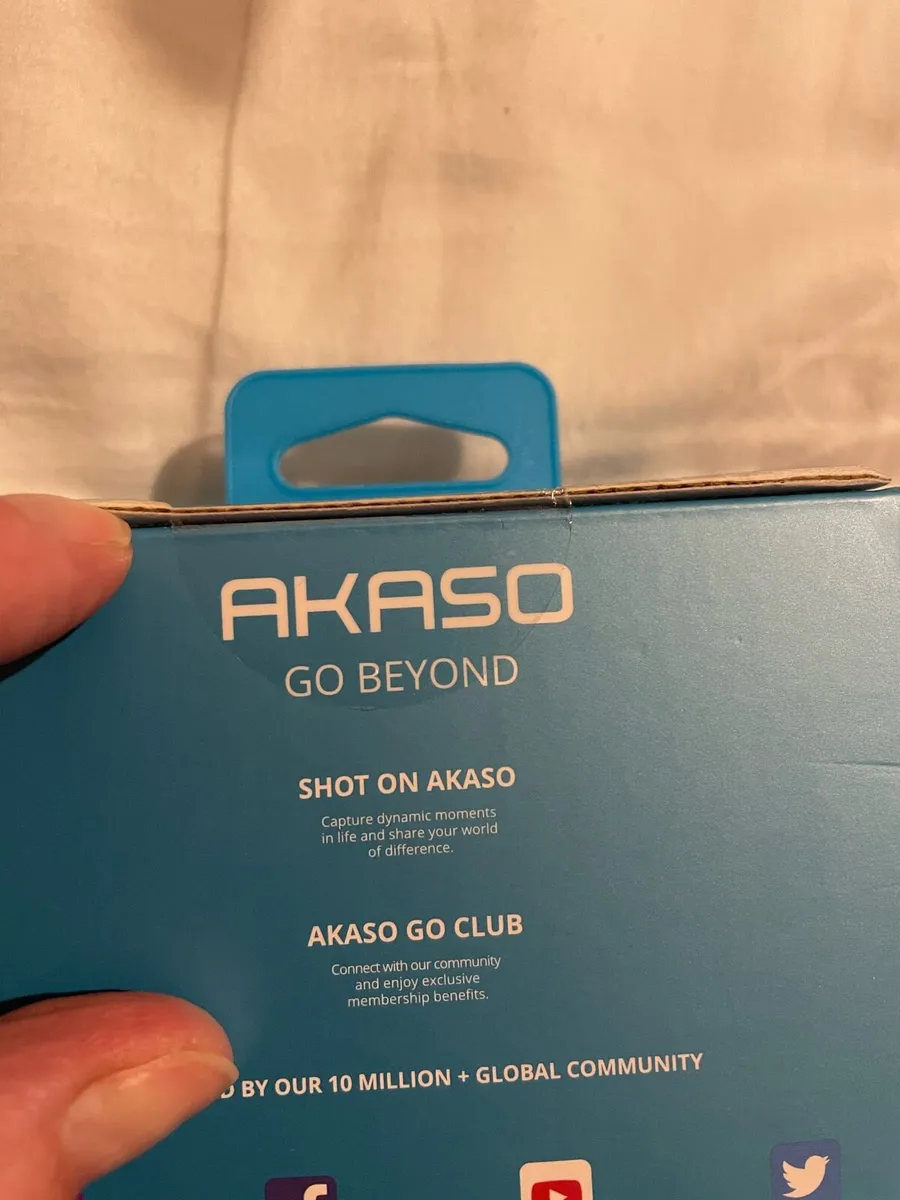 AKASO
GO BEYOND
SHOT ON AKASO
Capture dynamic moments
in life and share your world
of difference.
AKASO GO CLUB
Connect with our community
and enjoy exclusive
membership benefits.
BY OUR 10 MILLION + GLOBAL COMMUNITY